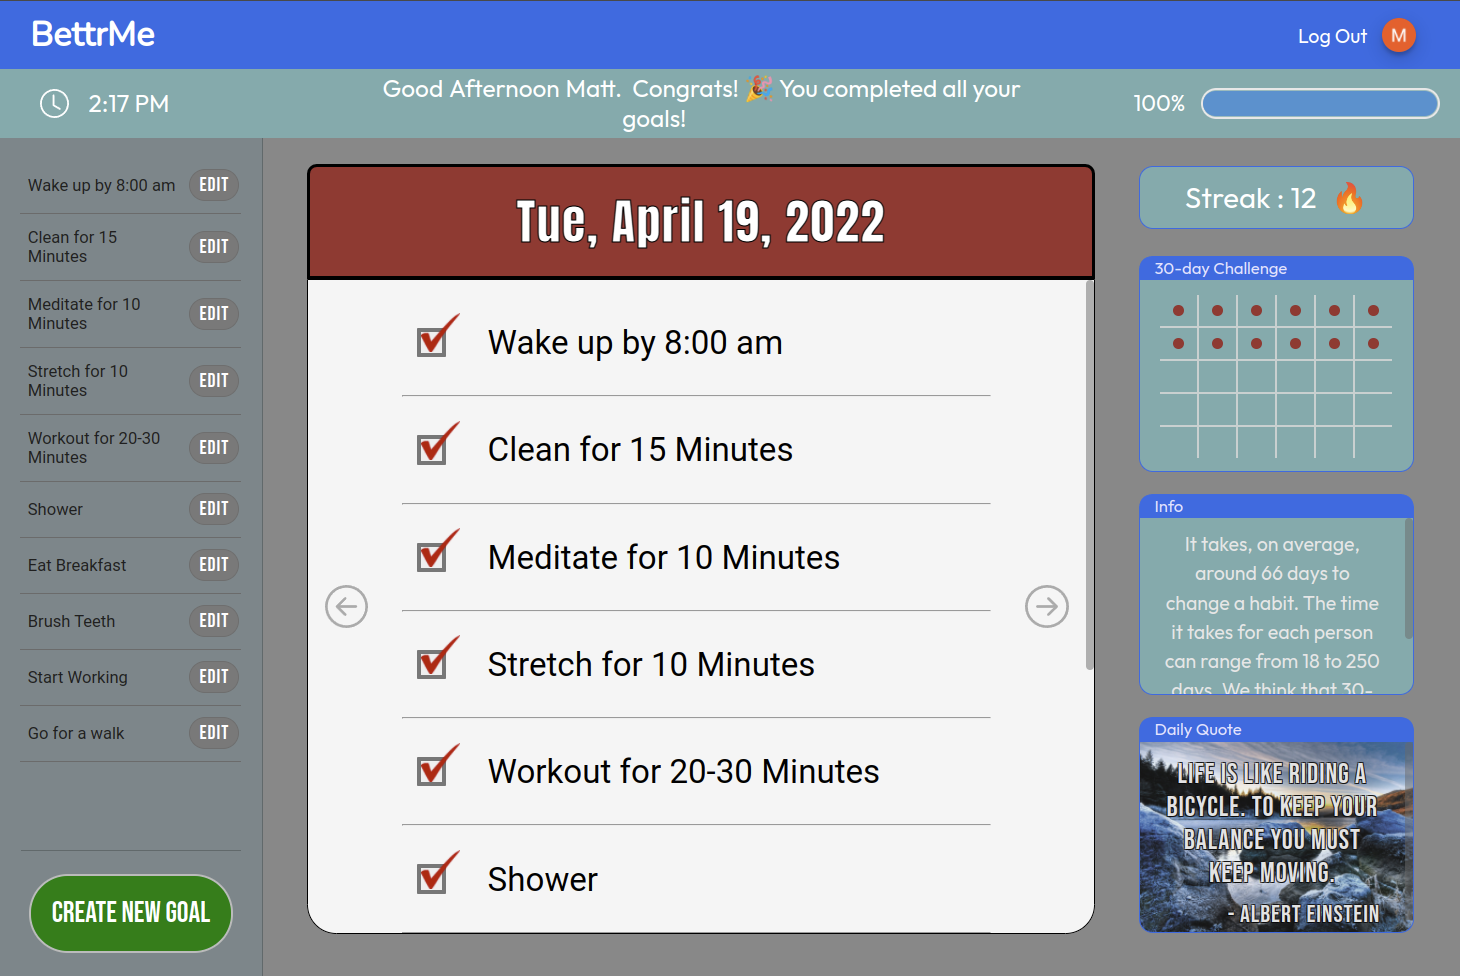 BettrMe
Log Out
M
2:17 PM
Good Afternoon Matt. Congrats! 🎉 You completed all your
goals!
100%
Wake up by 8:00 am
EDIT
Clean for 15
Minutes
EDIT
Meditate for 10
Minutes
EDIT
Stretch for 10
Minutes
EDIT
Workout for 20-30
Minutes
EDIT
Shower
EDIT
Eat Breakfast
EDIT
Brush Teeth
EDIT
Start Working
EDIT
Go for a walk
EDIT
CREATE NEW GOAL
Tue, April 19, 2022
Wake up by 8:00 am
Clean for 15 Minutes
Meditate for 10 Minutes
Stretch for 10 Minutes
Workout for 20-30 Minutes
Shower
Streak : 12 🔥
30-day Challenge
Info
It takes, on average,
around 66 days to
change a habit. The time
it takes for each person
can range from 18 to 250
days. We think that 30-
Daily Quote
LIFE IS LIKE RIDING A
BICYCLE. TO KEEP YOUR
BALANCE YOU MUST
KEEP MOVING.
- ALBERT EINSTEIN